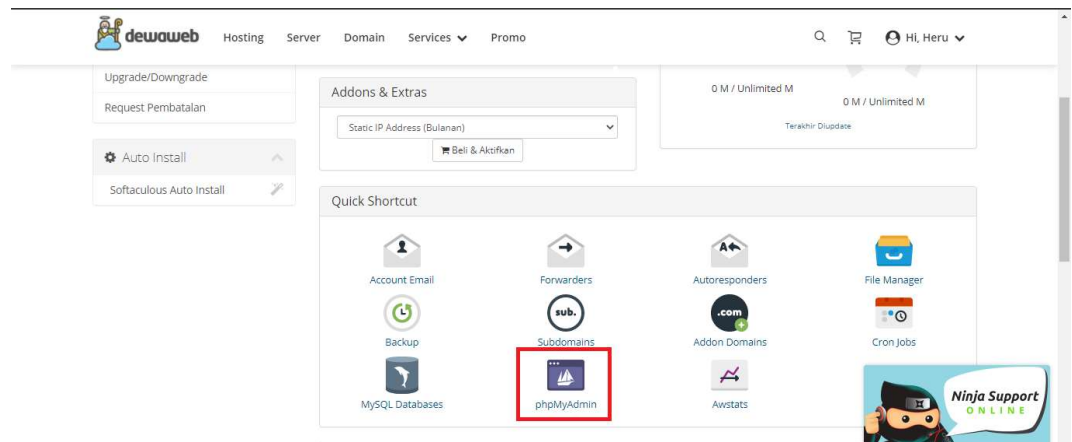 dewaweb Hosting Server Domain Services Promo Hi, Heru
Upgrade/Downgrade
Request Pembatalan
Auto Install
Softaculous Auto Install
Addons & Extras
Static IP Address (Bulanan)
Beli & Aktifkan
0 M / Unlimited M
0 M / Unlimited M
Terakhir Diupdate
Quick Shortcut
Account Email Forwarders Autoresponders File Manager
sub. .com
Backup Subdomains Addon Domains Cron Jobs
MySQL Databases phpMyAdmin Awstats
Ninja Support
ONLINE